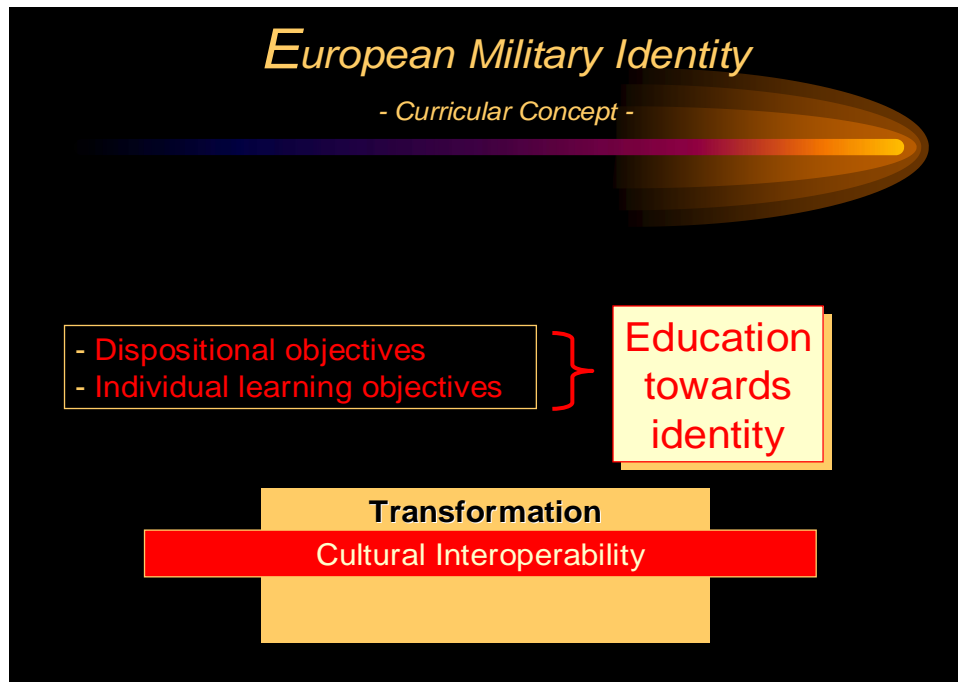 European Military Identity
- Curricular Concept -
- Dispositional objectives
- Individual learning objectives
Education
towards
identity
Transformation
Cultural Interoperability